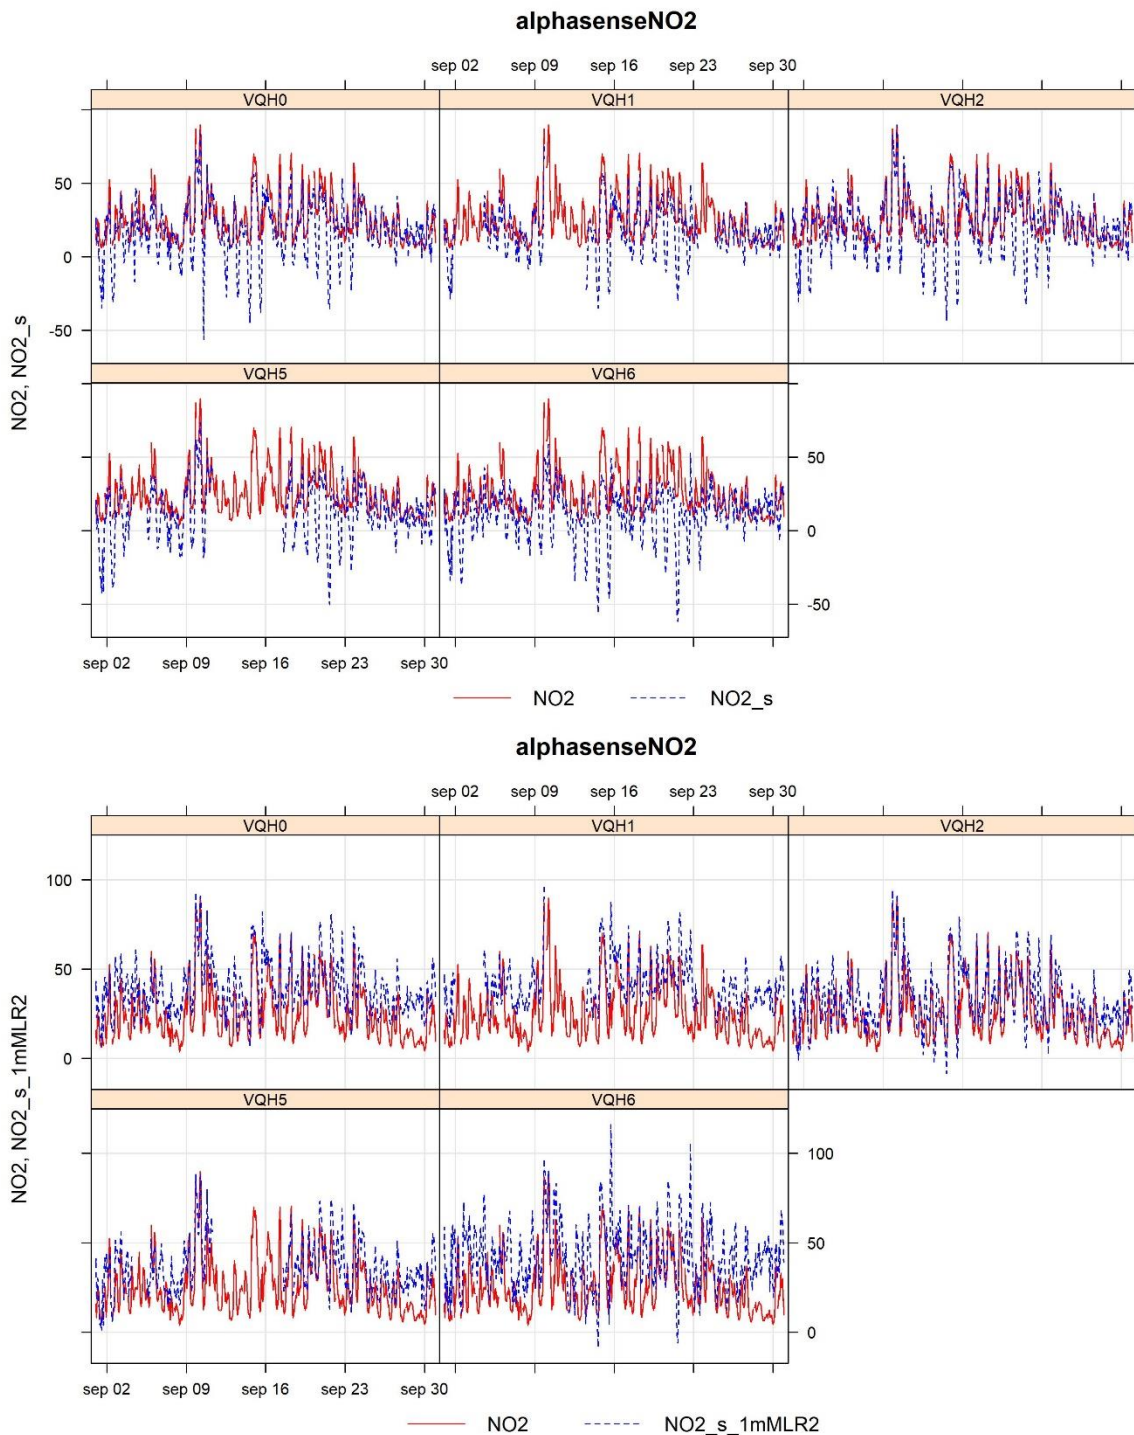 alphasenseNO2
sep 02 sep 09 sep 16 sep 23 sep 30
VQH0 VQH1 VQH2
50
0
-50
NO2, NO2_s
VQH5 VQH6
50
0
-50
sep 02 sep 09 sep 16 sep 23 sep 30
NO2 NO2_s
alphasenseNO2
sep 02 sep 09 sep 16 sep 23 sep 30
VQH0 VQH1 VQH2
100
50
0
NO2, NO2_s_1mMLR2
VQH5 VQH6
100
50
0
sep 02 sep 09 sep 16 sep 23 sep 30
NO2 NO2_s_1mMLR2